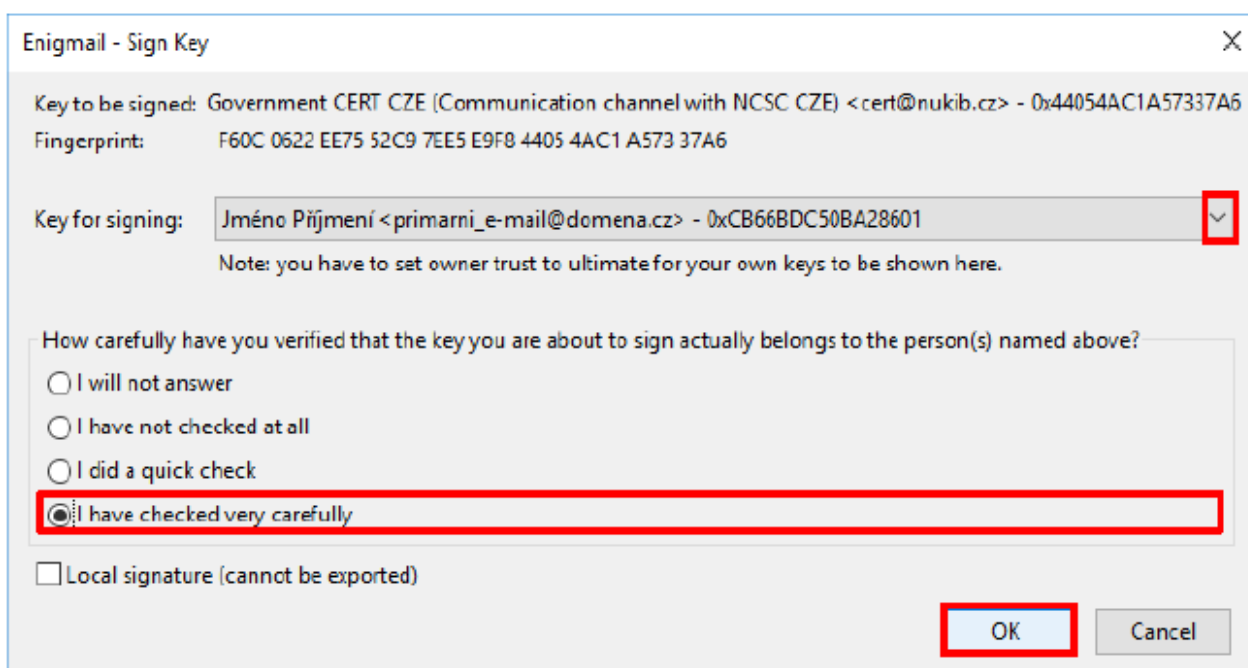 Enigmail - Sign Key
Key to be signed: Government CERT CZE (Communication channel with NCSC CZE) <cert@nukib.cz> - 0x44054AC1A57337A6
Fingerprint: F60C 0622 EE75 52C9 7EE5 E9F8 4405 4AC1 A573 37A6
Key for signing: Jméno Příjmení <primarni_e-mail@domena.cz> - 0xCB66BDC50BA28601
Note: you have to set owner trust to ultimate for your own keys to be shown here.
How carefully have you verified that the key you are about to sign actually belongs to the person(s) named above?
I will not answer
I have not checked at all
I did a quick check
I have checked very carefully
Local signature (cannot be exported)
OK Cancel